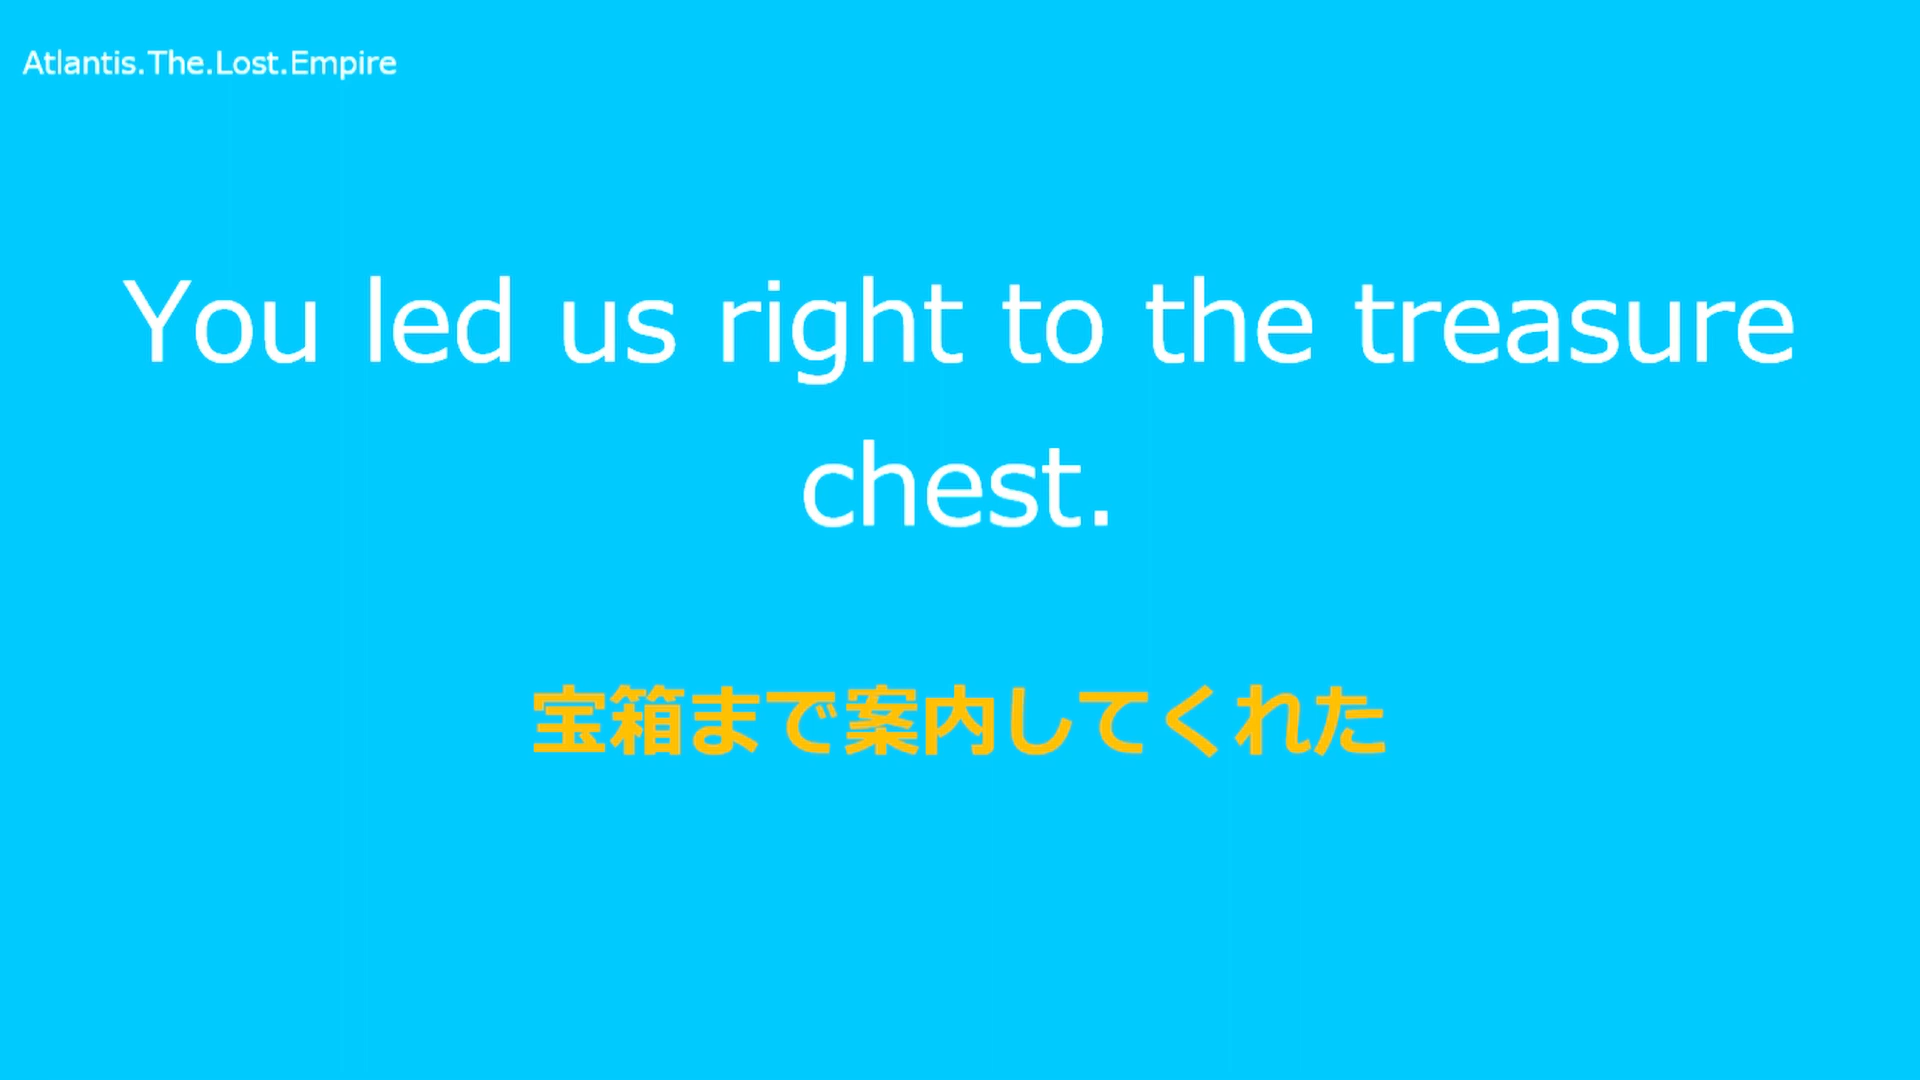 Atlantis.The.Lost.Empire
You led us right to the treasure
chest.
宝箱まで案内してくれた